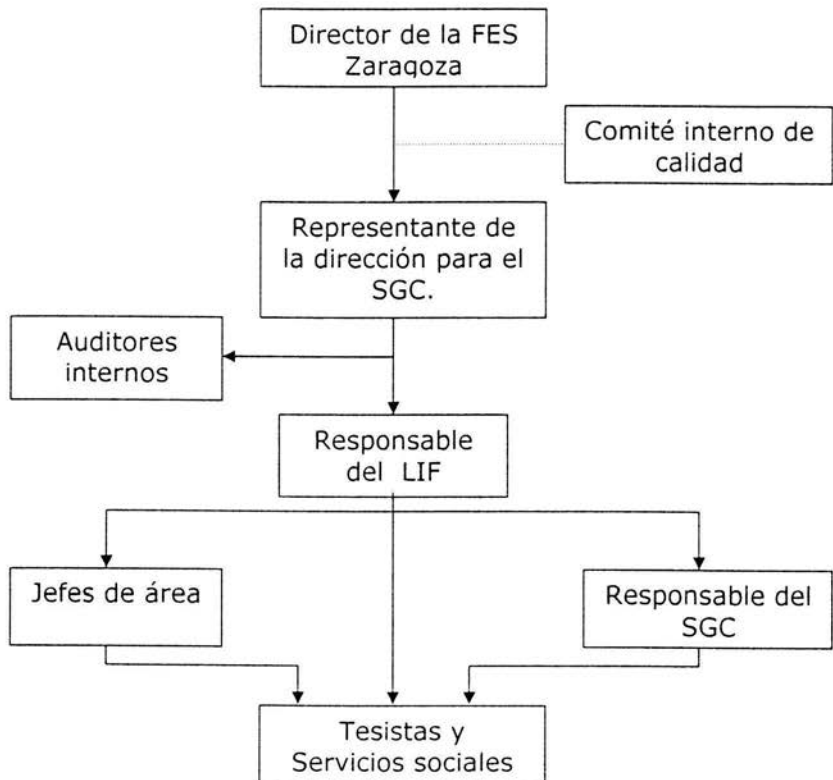 Director de la FES
Zaragoza
Comité interno de
calidad
Representante de
la dirección para el
SGC.
Auditores
internos
Responsable
del LIF
Jefes de área
Responsable del
SGC
Tesistas y
Servicios sociales